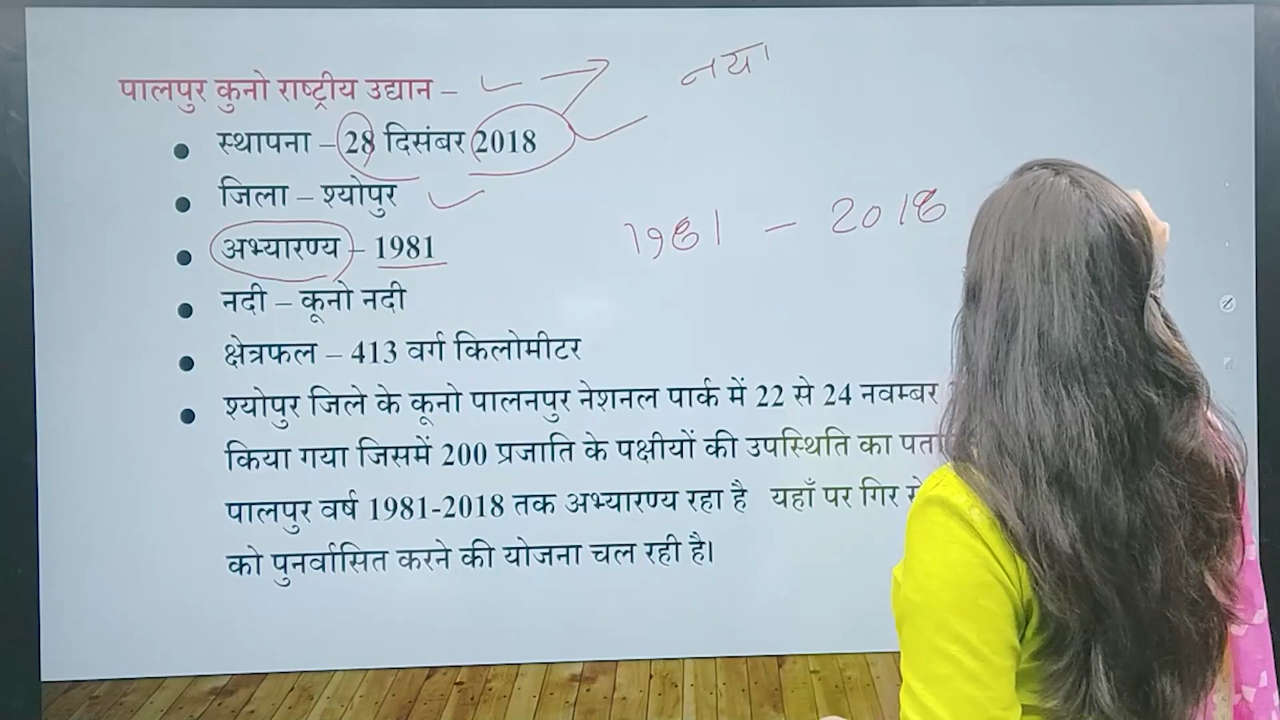 पालपुर कुनो राष्ट्रीय उद्यान – नया
स्थापना – 28 दिसंबर 2018
जिला – श्योपुर
1981 – 2018
अभ्यारण्य – 1981
नदी – कूनो नदी
क्षेत्रफल – 413 वर्ग किलोमीटर
श्योपुर जिले के कूनो पालनपुर नेशनल पार्क में 22 से 24 नवम्बर
किया गया जिसमें 200 प्रजाति के पक्षीयों की उपस्थिति का पता
पालपुर वर्ष 1981-2018 तक अभ्यारण्य रहा है यहाँ पर गिर
को पुनर्वासित करने की योजना चल रही है।